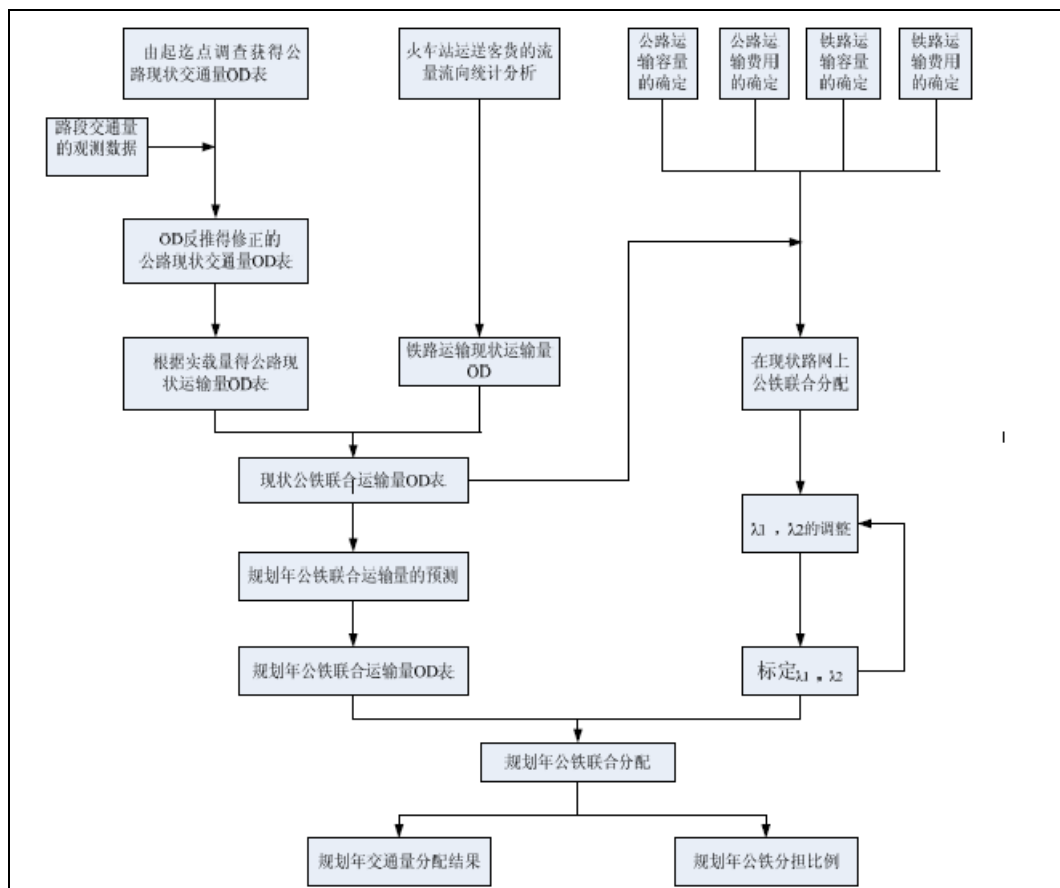 由起讫点调查获得公
路现状交通量OD表
火车站运送客货的流
量流向统计分析
公路运
输容量
的确定
公路运
输费用
的确定
铁路运
输容量
的确定
铁路运
输费用
的确定
路段交通量
的观测数据
OD反推得修正的
公路现状交通量OD表
根据实载量得公路现
状运输量OD表
铁路运输现状运输量
OD
在现状路网上
公铁联合分配
现状公铁联合运输量OD表
λ1 ，λ2的调整
规划年公铁联合运输量的预测
规划年公铁联合运输量OD表
标定λ1 ，λ2
规划年公铁联合分配
规划年交通量分配结果
规划年公铁分担比例